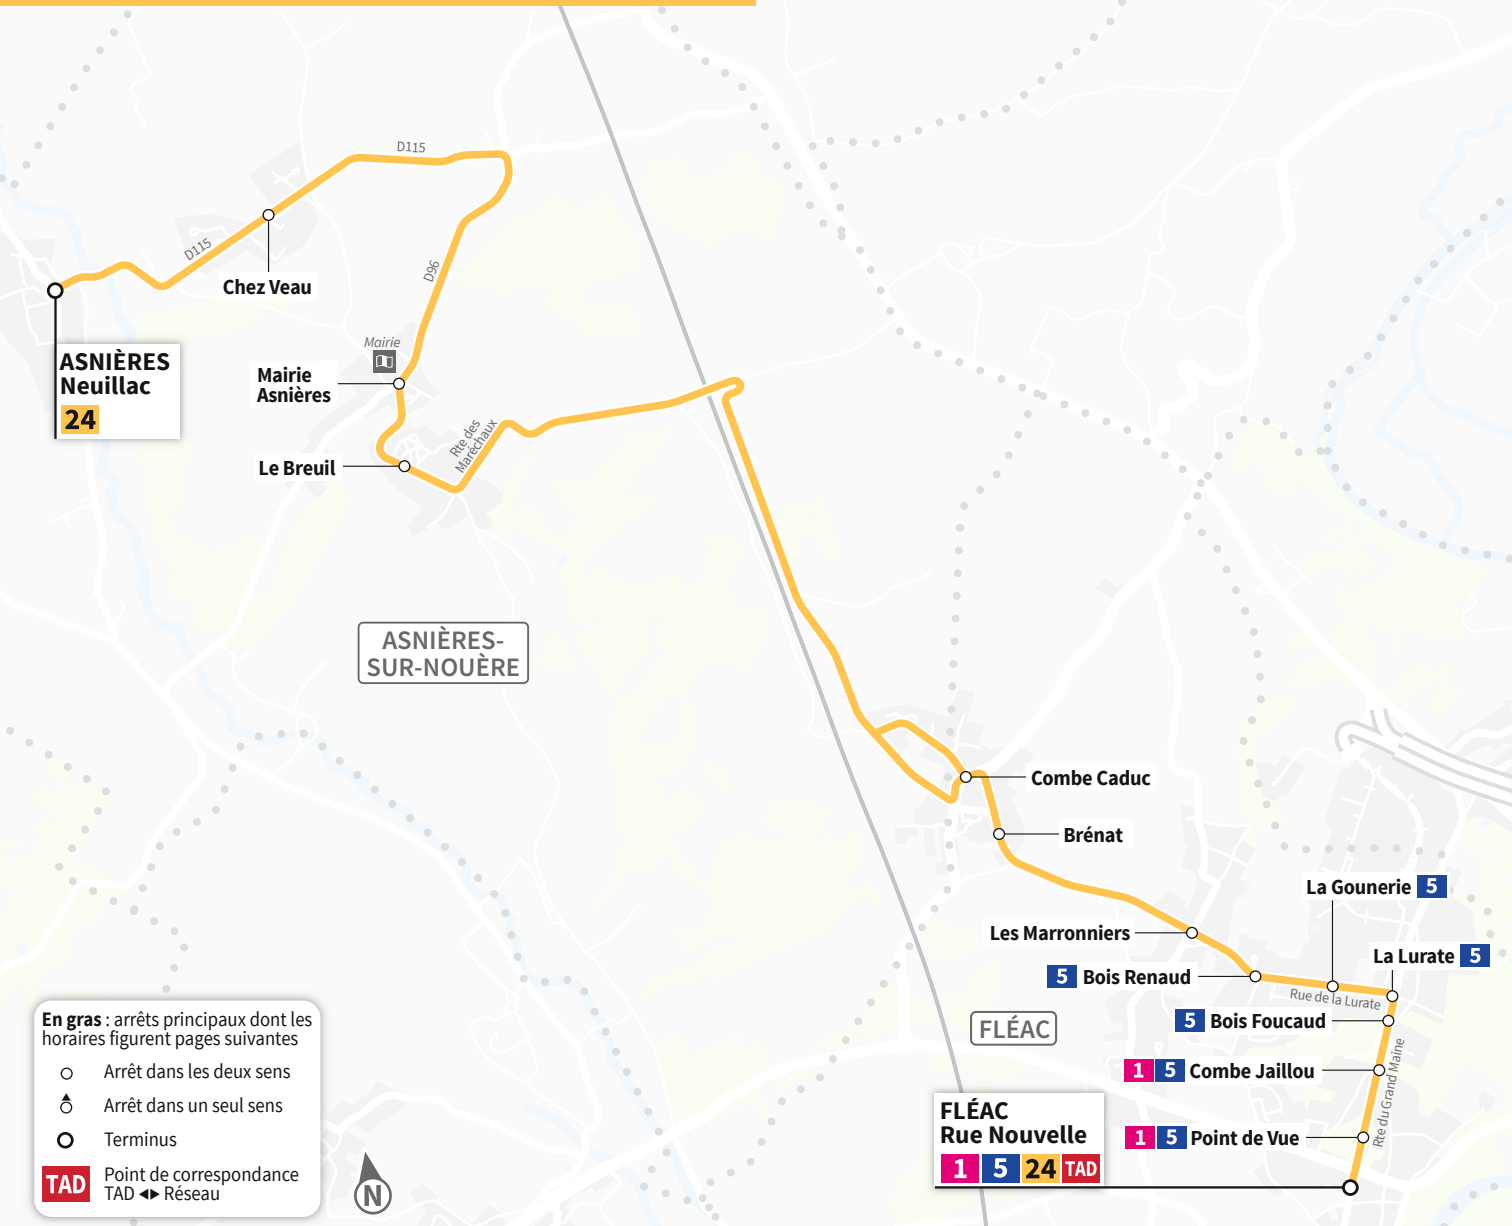 D115
D115
Chez Veau
D96
ASNIÈRES
Neuillac
24
Mairie
Mairie
Asnières
Rte des
Maréchaux
Le Breuil
ASNIÈRES-
SUR-NOUÈRE
Combe Caduc
Brénat
La Gounerie 5
Les Marronniers
La Lurate 5
5 Bois Renaud
Rue de la Lurate
5 Bois Foucaud
FLÉAC
1 5 Combe Jaillou
Rte du Grand Maine
FLÉAC
Rue Nouvelle
1 5 24 TAD
1 5 Point de Vue
En gras : arrêts principaux dont les
horaires figurent pages suivantes
Arrêt dans les deux sens
Arrêt dans un seul sens
Terminus
TAD
Point de correspondance
TAD ◄► Réseau
N